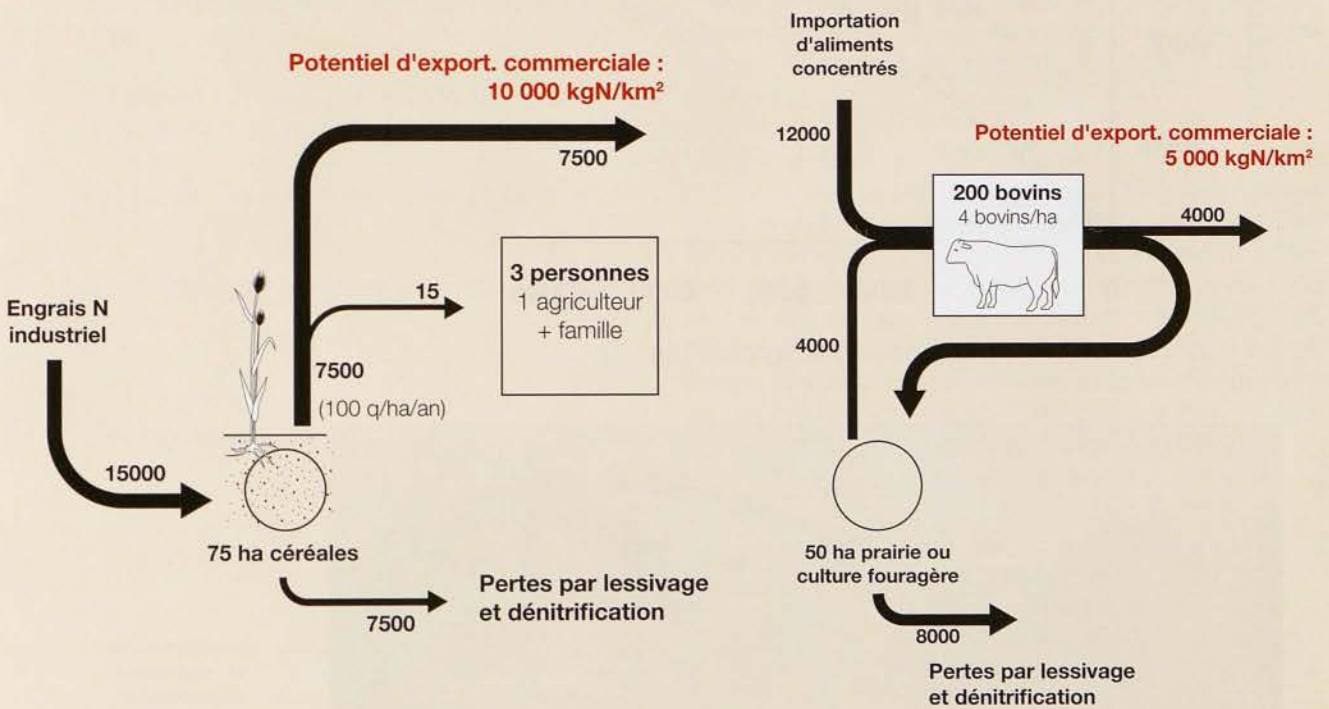 Potentiel d'export. commerciale :
10 000 kgN/km²
7500
3 personnes
1 agriculteur
+ famille
15
Engrais N
industriel
7500
(100 q/ha/an)
15000
75 ha céréales
7500
Pertes par lessivage
et dénitrification
Importation
d'aliments
concentrés
12000
Potentiel d'export. commerciale :
5 000 kgN/km²
200 bovins
4 bovins/ha
4000
4000
50 ha prairie ou
culture fouragère
8000
Pertes par lessivage
et dénitrification